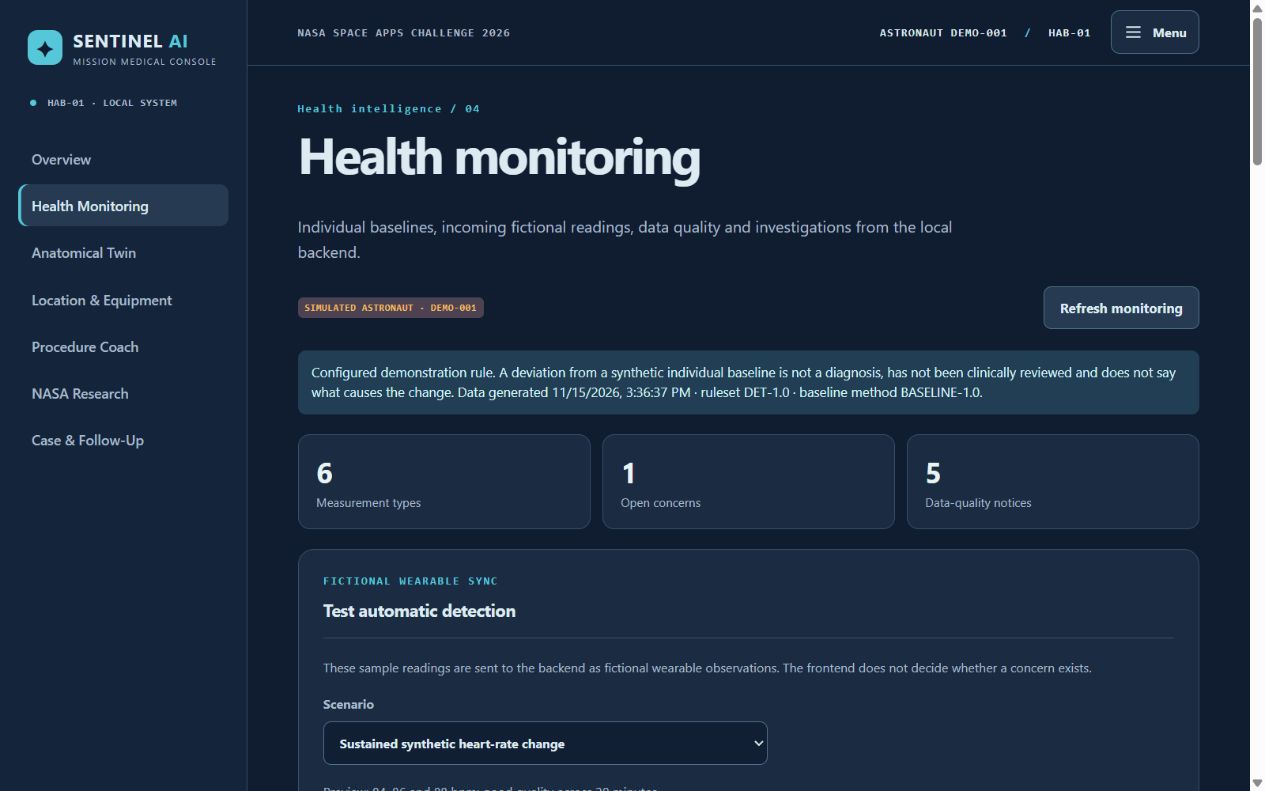 SENTINEL AI
MISSION MEDICAL CONSOLE
HAB-01 · LOCAL SYSTEM
Overview
Health Monitoring
Anatomical Twin
Location & Equipment
Procedure Coach
NASA Research
Case & Follow-Up
NASA SPACE APPS CHALLENGE 2026
ASTRONAUT DEMO-001 / HAB-01
Menu
Health intelligence / 04
Health monitoring
Individual baselines, incoming fictional readings, data quality and investigations from the local
backend.
SIMULATED ASTRONAUT · DEMO-001
Refresh monitoring
Configured demonstration rule. A deviation from a synthetic individual baseline is not a diagnosis, has not been clinically reviewed and does not say
what causes the change. Data generated 11/15/2026, 3:36:37 PM · ruleset DET-1.0 · baseline method BASELINE-1.0.
6
Measurement types
1
Open concerns
5
Data-quality notices
FICTIONAL WEARABLE SYNC
Test automatic detection
These sample readings are sent to the backend as fictional wearable observations. The frontend does not decide whether a concern exists.
Scenario
Sustained synthetic heart-rate change